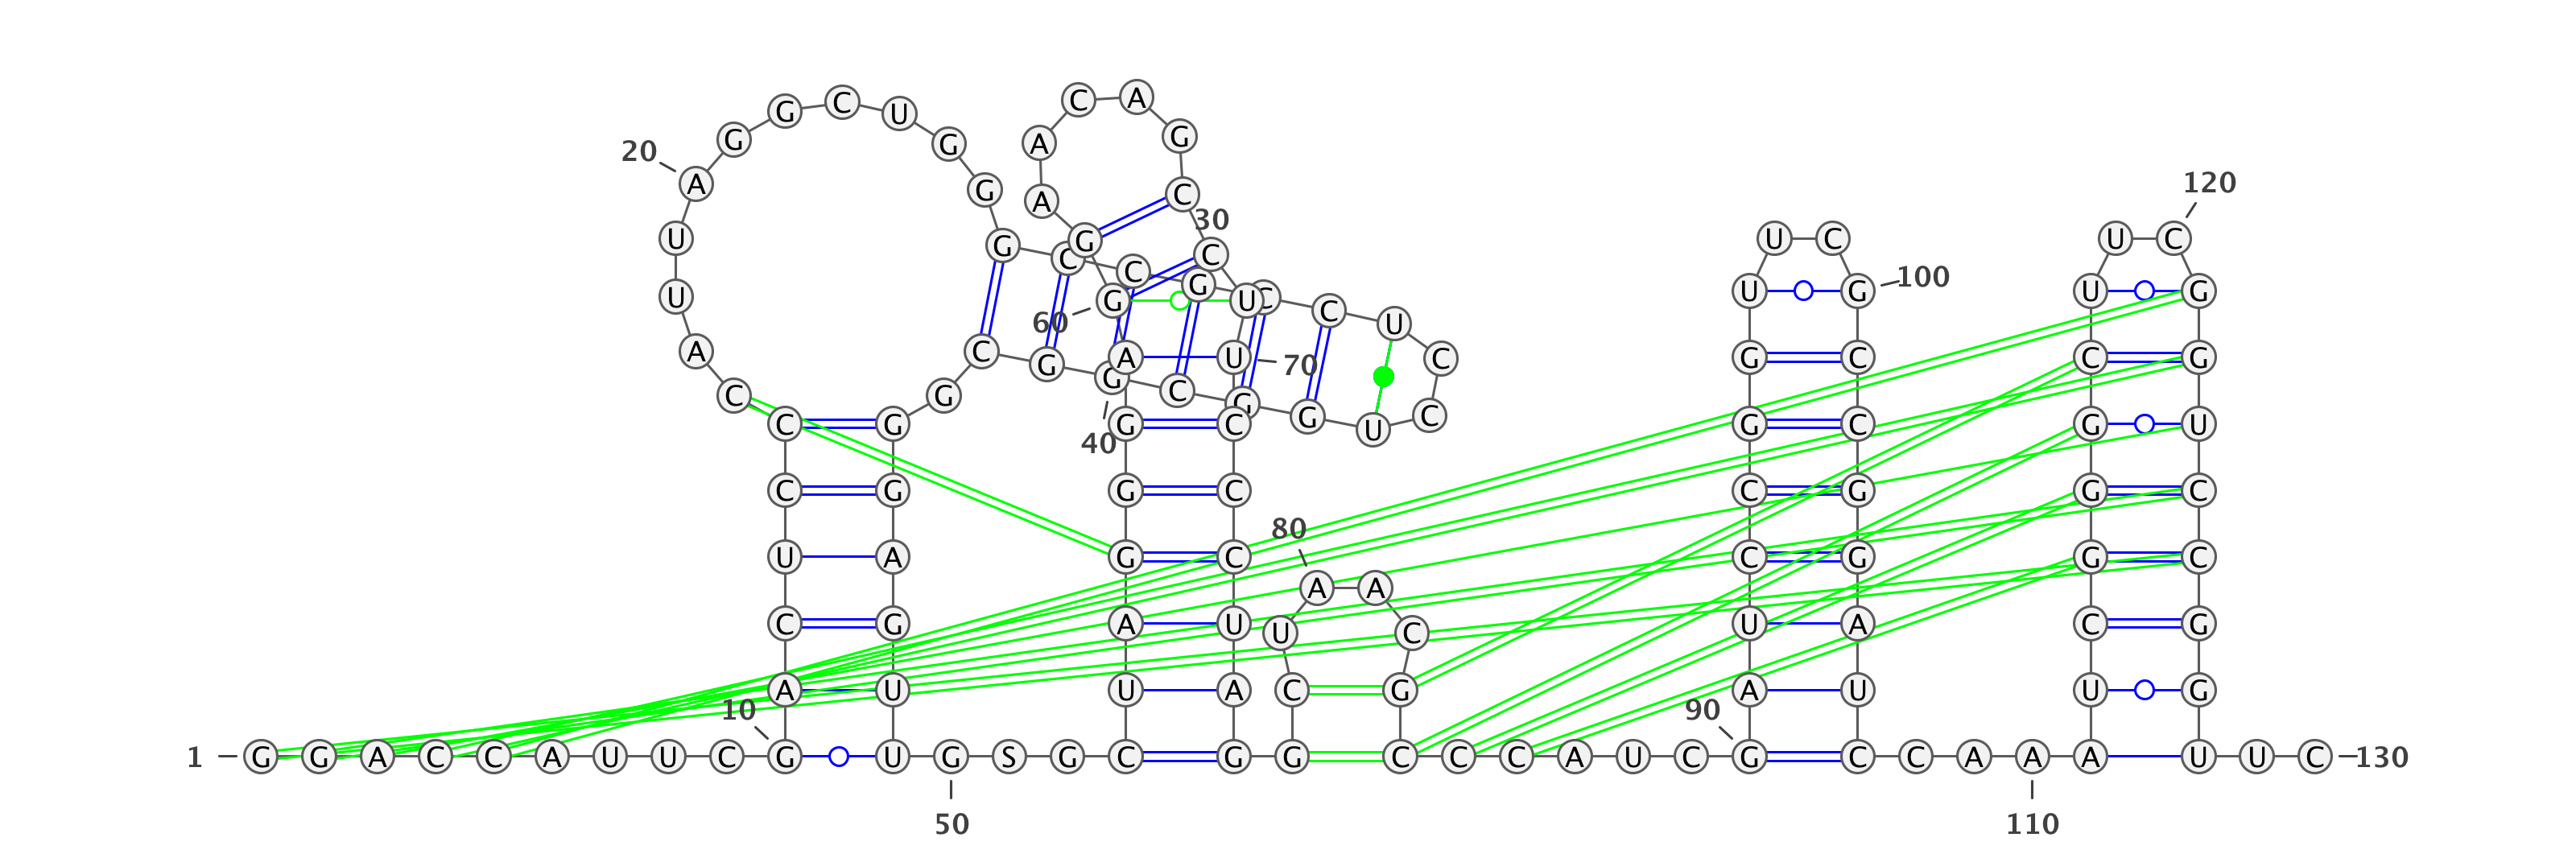 1
G G A C C A U U C G
10
A C U C C C A U U A
20
G G C U G G G C C G
30
C C U C C U G G C G
40
G C G G G A G U U G
50
S G C U A G G G A G
60
G A A C A G C C U U
70
C C C U A G G C U A
80
A C G C C C A U C G
90
A U C C G G U U C G
100
C C G G A U C C A A
110
A U C G G G C U U C
120
G G U C C G G U U C
130